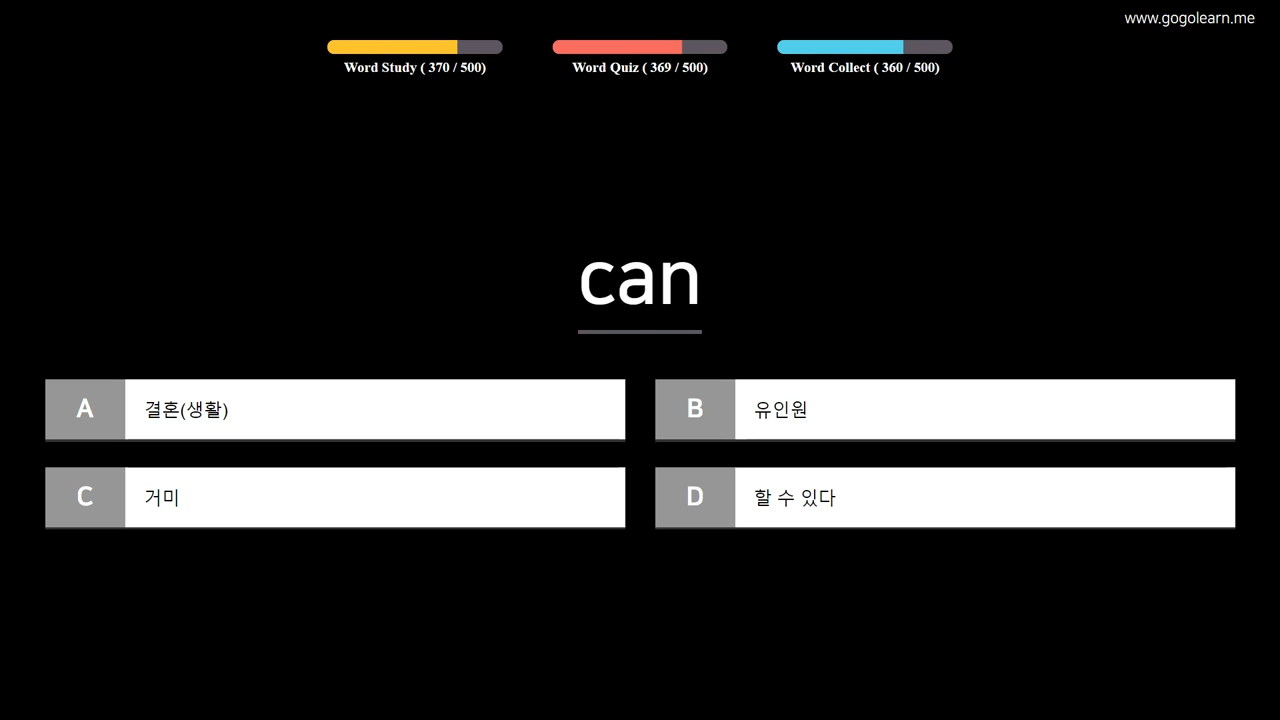 www.gogolearn.me
Word Study ( 370 / 500)
Word Quiz ( 369 / 500)
Word Collect ( 360 / 500)
can
A 결혼(생활)
B 유인원
C 거미
D 할 수 있다